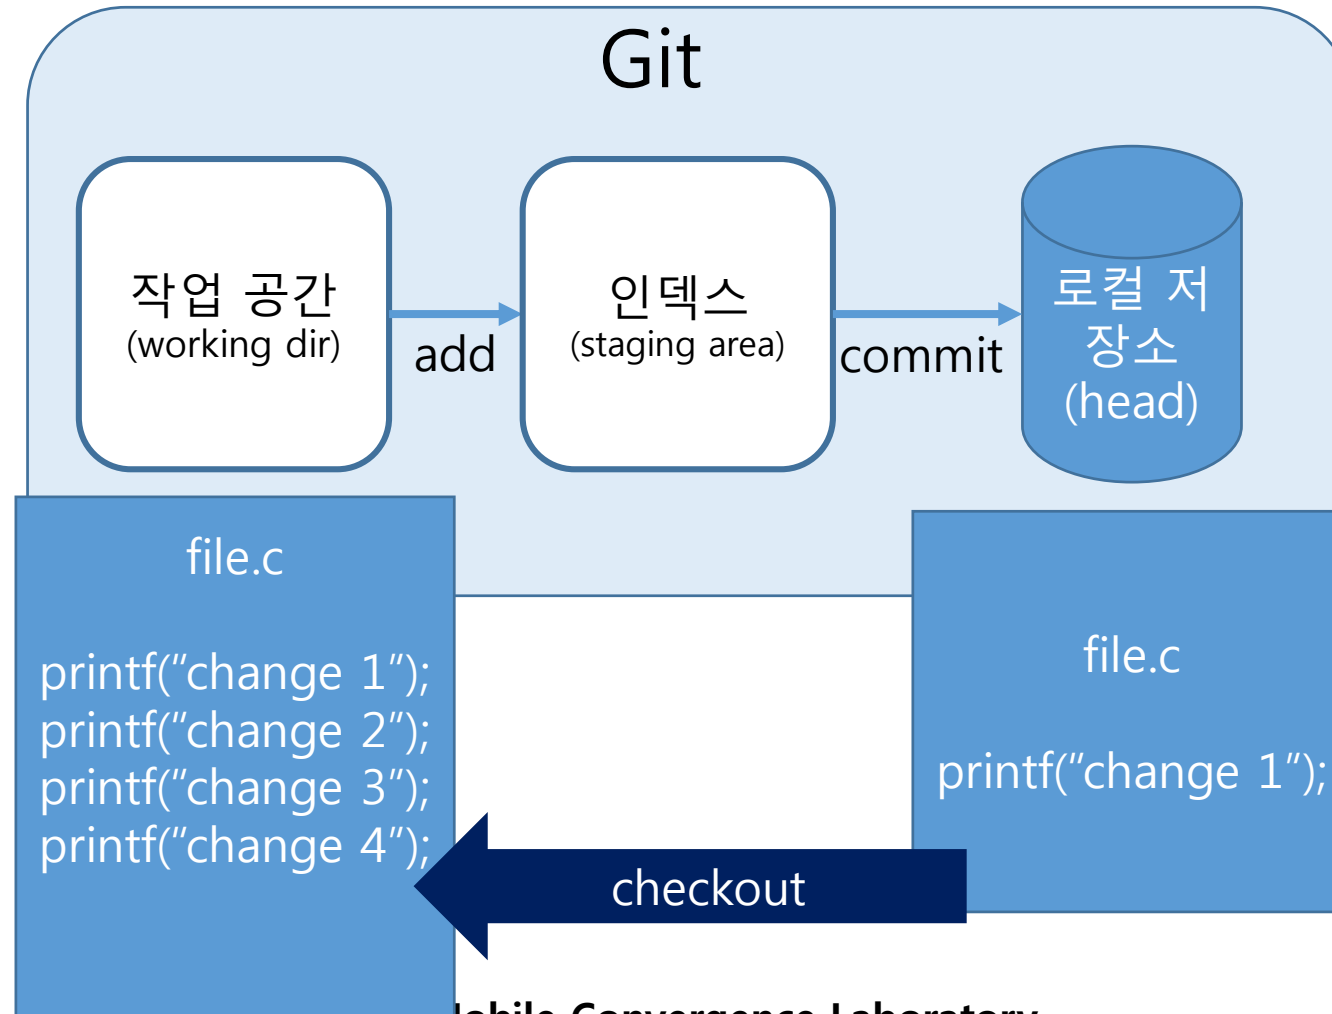 Git
작업 공간
(working dir)
add
인덱스
(staging area)
commit
로컬 저
장소
(head)
file.c
printf(“change 1”);
printf(“change 2”);
printf(“change 3”);
printf(“change 4”);
file.c
printf(“change 1”);
checkout
Convergence Laboratory